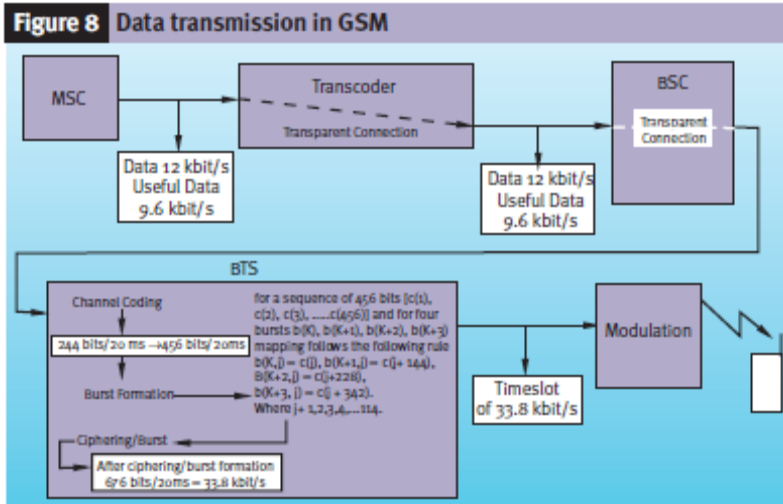 Figure 8 Data transmission in GSM
MSC
Transcoder
Transparent Connection
BSC
Transparent
Connection
Data 12 kbit/s
Useful Data
9.6 kbit/s
Data 12 kbit/s
Useful Data
9.6 kbit/s
BTS
Channel Coding
244 bits/20 ms →456 bits/20ms
Burst Formation
for a sequence of 456 bits [c(1),
c(2), c(3), .....c(456)] and for four
bursts b(K), b(K+1), b(K+2), b(K+3)
mapping follows the following rule
b(K,j) = c(j), b(K+1,j) = c(j+ 144),
B(K+2,j) = c(j+228),
b(K+3, j) = c(j + 342).
Where j+ 1,2,3,4,...114.
Ciphering/Burst
After ciphering/burst formation
676 bits/20ms = 33.8 kbit/s
Timeslot
of 33.8 kbit/s
Modulation